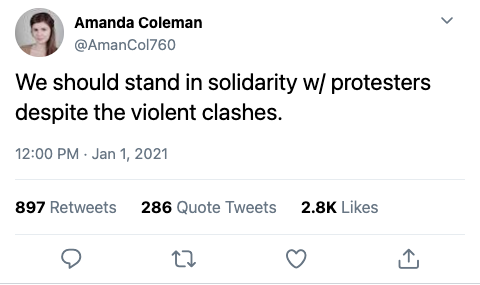 Amanda Coleman
@AmanCol760
We should stand in solidarity w/ protesters
despite the violent clashes.
12:00 PM · Jan 1, 2021
897 Retweets 286 Quote Tweets 2.8K Likes